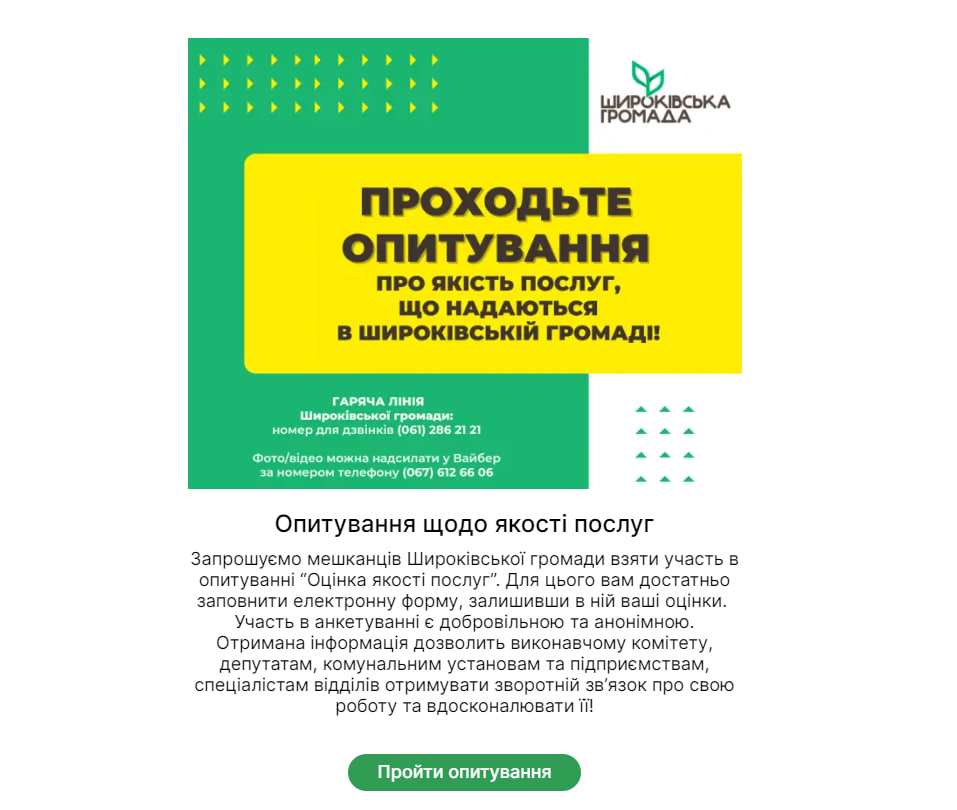 ШИРОКІВСЬКА
ГРОМАДА
ПРОХОДЬТЕ
ОПИТУВАННЯ
ПРО ЯКІСТЬ ПОСЛУГ,
ЩО НАДАЮТЬСЯ
В ШИРОКІВСЬКІЙ ГРОМАДІ!
ГАРЯЧА ЛІНІЯ
Широківської громади:
номер для дзвінків (061) 286 21 21
Фото/відео можна надсилати у Вайбер
за номером телефону (067) 612 66 06
Опитування щодо якості послуг
Запрошуємо мешканців Широківської громади взяти участь в
опитуванні “Оцінка якості послуг”. Для цього вам достатньо
заповнити електронну форму, залишивши в ній ваші оцінки.
Участь в анкетуванні є добровільною та анонімною.
Отримана інформація дозволить виконавчому комітету,
депутатам, комунальним установам та підприємствам,
спеціалістам відділів отримувати зворотній зв’язок про свою
роботу та вдосконалювати її!
Пройти опитування